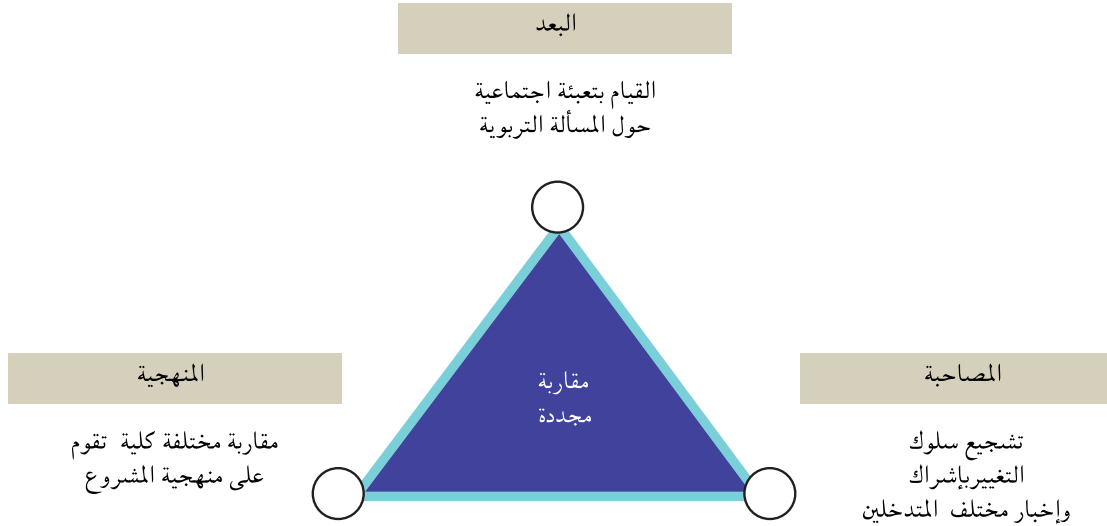 البعد
القيام بتعبئة اجتماعية
حول المسألة التربوية
مقاربة
مجددة
المصاحبة
تشجيع سلوك
التغييربإشراك
وإخبار مختلف المتدخلين
المنهجية
مقاربة مختلفة كلية تقوم
على منهجية المشروع